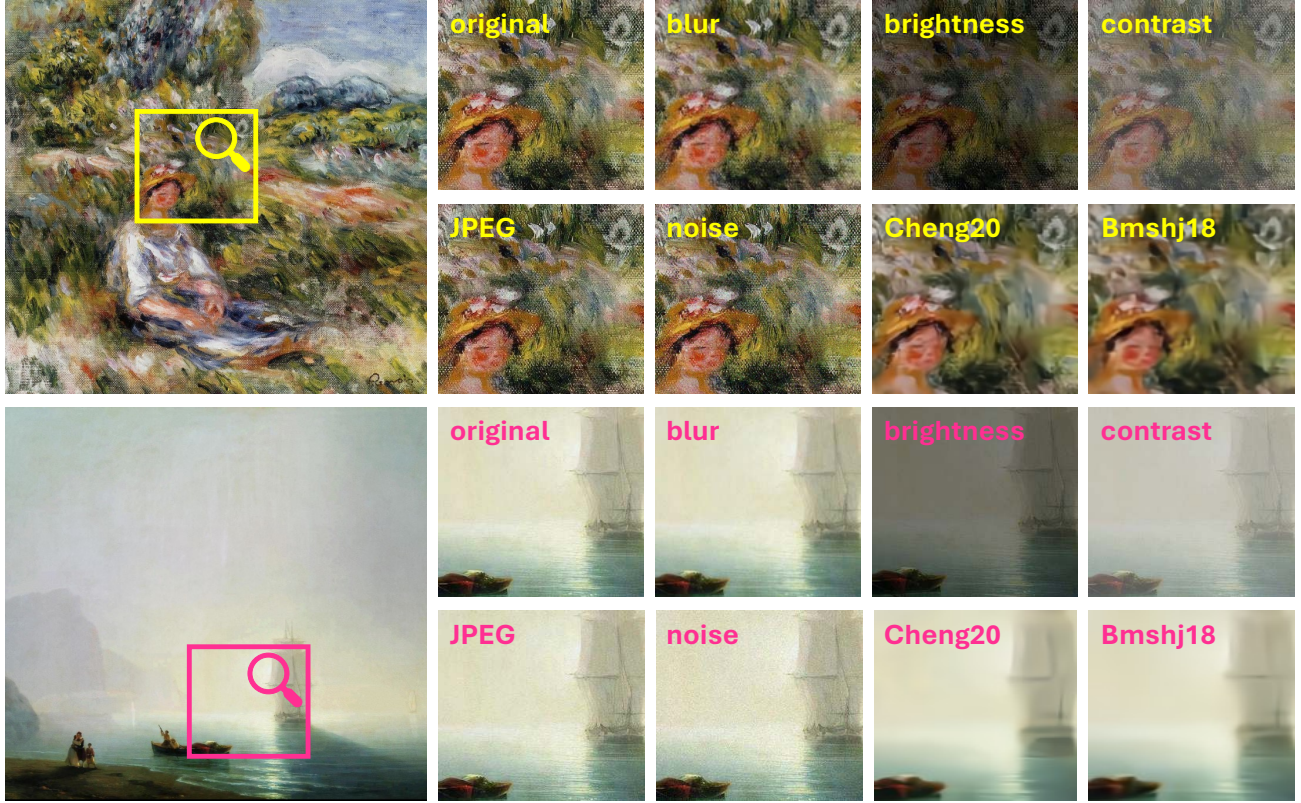 original
blur
brightness
contrast
JPEG
noise
Cheng20
Bmshj18
original
blur
brightness
contrast
JPEG
noise
Cheng20
Bmshj18